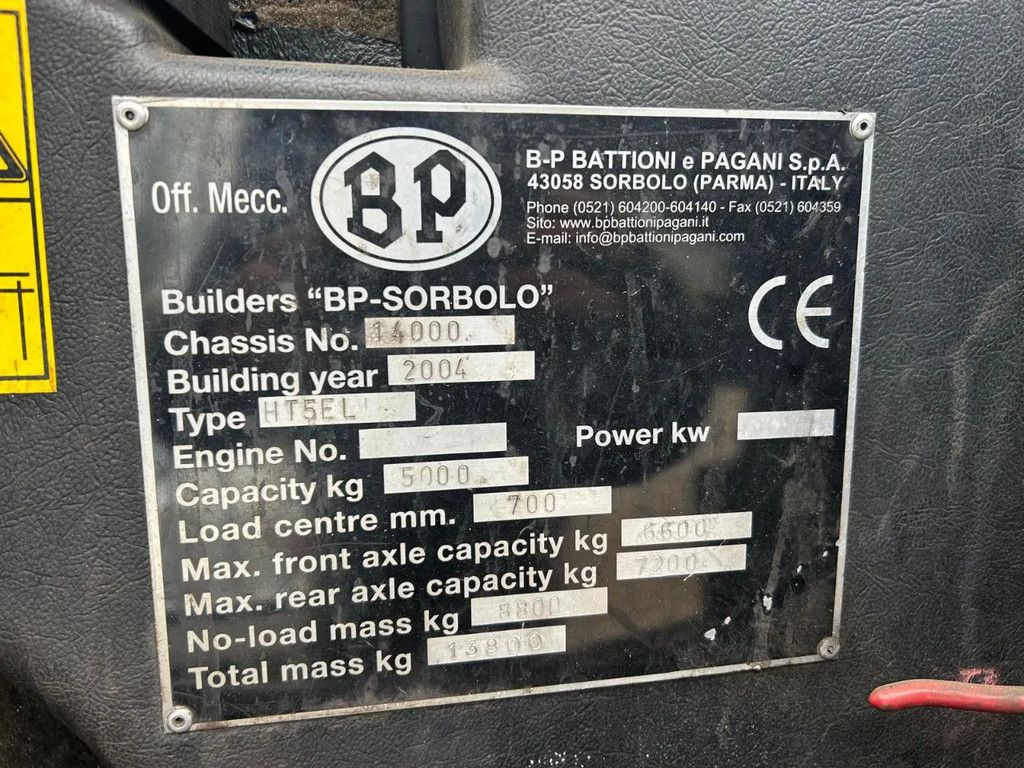 Off. Mecc.
BP
B-P BATTIONI e PAGANI S.p.A.
43058 SORBOLO (PARMA) - ITALY
Phone (0521) 604200-604140 - Fax (0521) 604359
Sito: www.bpbattionipagani.it
E-mail: info@bpbattionipagani.com
CE
Builders "BP-SORBOLO"
Chassis No. 14000
Building year 2004
Type HT5EL
Engine No.
Power kw
Capacity kg 5000
Load centre mm. 700
Max. front axle capacity kg 6600
Max. rear axle capacity kg 7200
No-load mass kg 8800
Total mass kg 13800